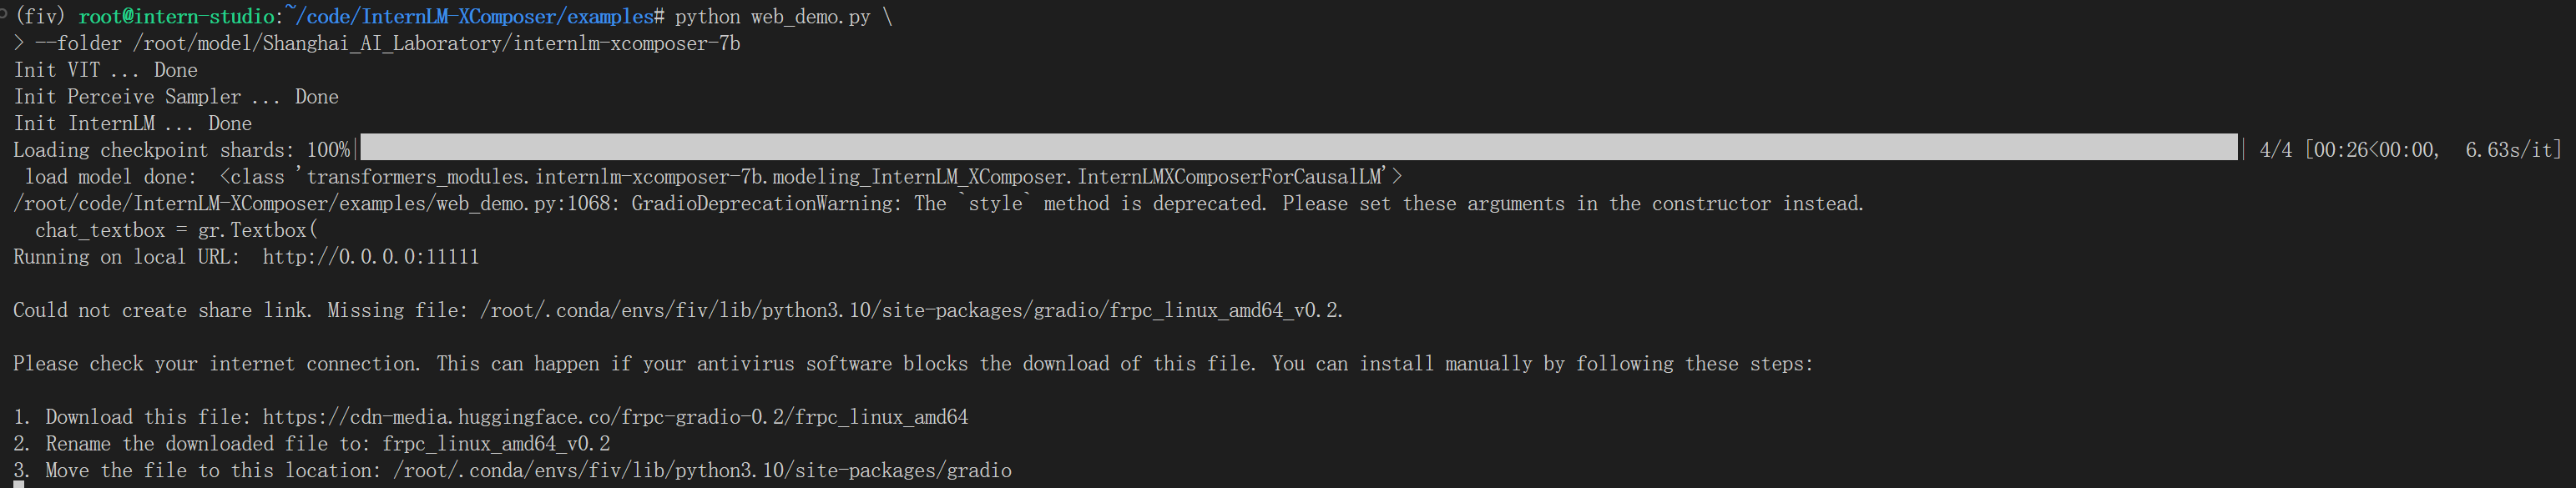 (fiv) root@intern-studio:~/code/InternLM-XComposer/examples# python web_demo.py \
> --folder /root/model/Shanghai_AI_Laboratory/internlm-xcomposer-7b
Init VIT ... Done
Init Perceive Sampler ... Done
Init InternLM ... Done
Loading checkpoint shards: 100%| | 4/4 [00:26<00:00,  6.63s/it]
 load model done:  <class 'transformers_modules.internlm-xcomposer-7b.modeling_InternLM_XComposer.InternLMXComposerForCausalLM'>
/root/code/InternLM-XComposer/examples/web_demo.py:1068: GradioDeprecationWarning: The `style` method is deprecated. Please set these arguments in the constructor instead.
  chat_textbox = gr.Textbox(
Running on local URL:  http://0.0.0.0:11111
Could not create share link. Missing file: /root/.conda/envs/fiv/lib/python3.10/site-packages/gradio/frpc_linux_amd64_v0.2.
Please check your internet connection. This can happen if your antivirus software blocks the download of this file. You can install manually by following these steps:
1. Download this file: https://cdn-media.huggingface.co/frpc-gradio-0.2/frpc_linux_amd64
2. Rename the downloaded file to: frpc_linux_amd64_v0.2
3. Move the file to this location: /root/.conda/envs/fiv/lib/python3.10/site-packages/gradio